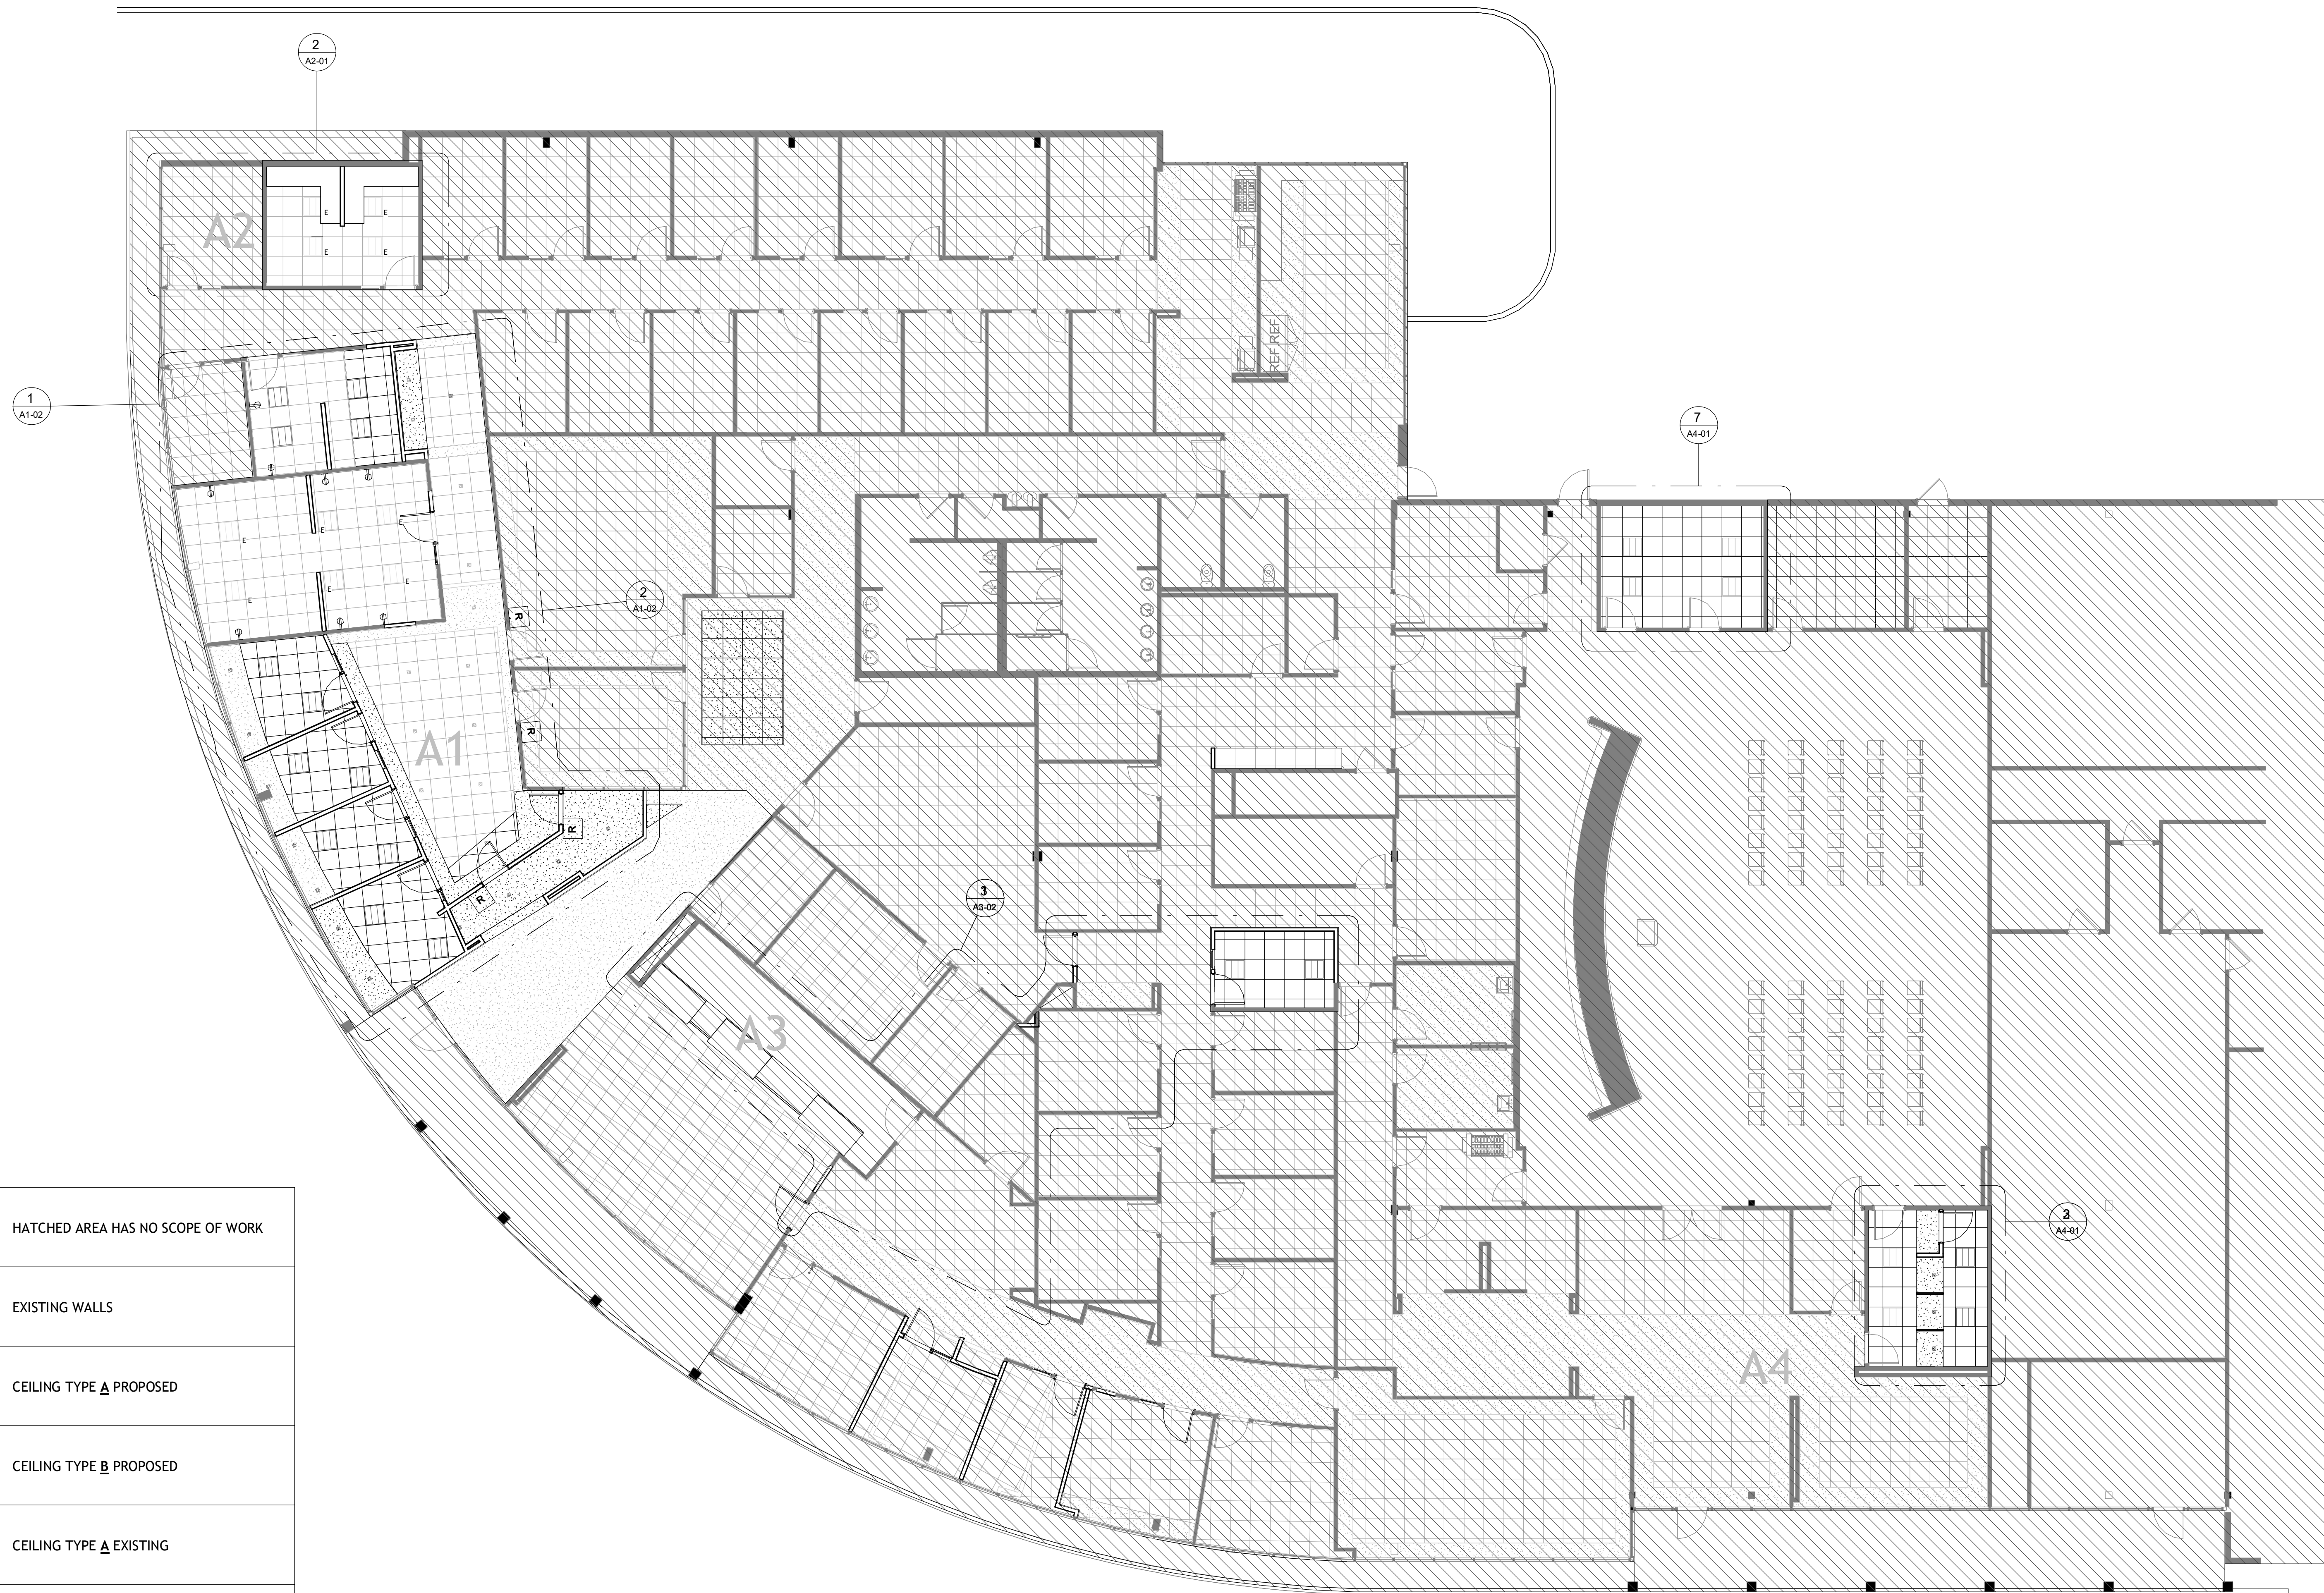 2
A2-01
E E
A2
E E
REF REF
1
A1-02
7
A4-01
E
E
E
2
A1-02
R
E
E
E
R
A1
R
R
A3-02
A3
A4-01
HATCHED AREA HAS NO SCOPE OF WORK
EXISTING WALLS
A4
CEILING TYPE A PROPOSED
CEILING TYPE B PROPOSED
CEILING TYPE A EXISTING